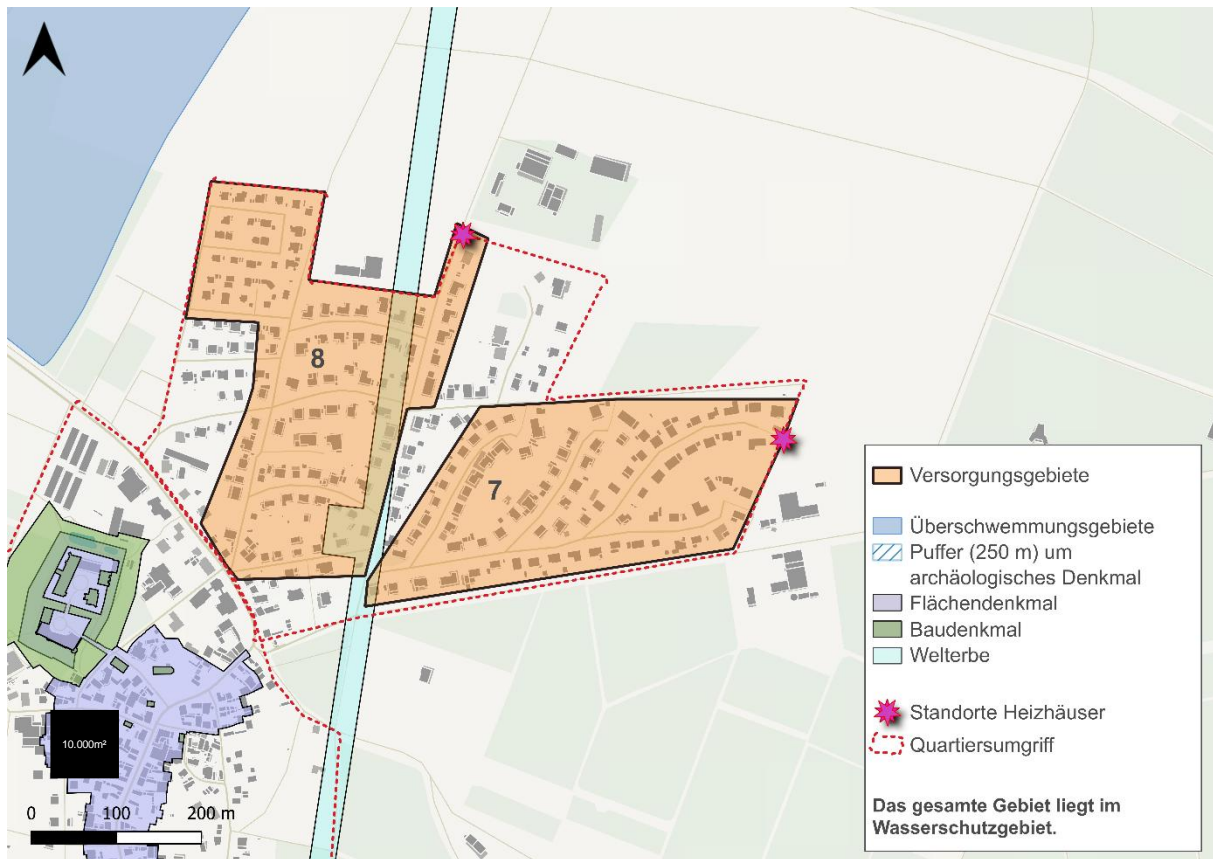 8
7
Versorgungsgebiete
Überschwemmungsgebiete
Puffer (250 m) um
archäologisches Denkmal
Flächendenkmal
Baudenkmal
Welterbe
Standorte Heizhäuser
Quartiersumgriff
Das gesamte Gebiet liegt im
Wasserschutzgebiet.
10.000m²
0 100 200 m